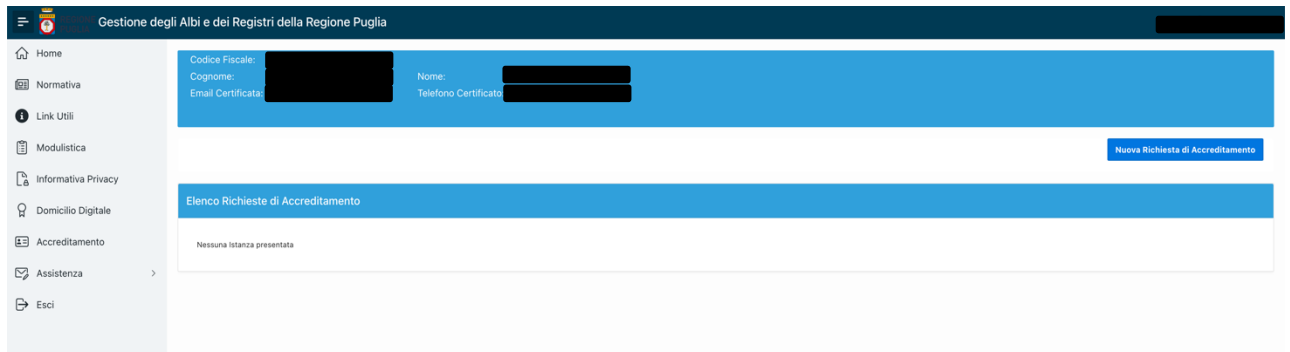 Gestione degli Albi e dei Registri della Regione Puglia
Home
Normativa
Link Utili
Modulistica
Informativa Privacy
Domicilio Digitale
Accreditamento
Assistenza
Esci
Codice Fiscale:
Cognome: Nome:
Email Certificata: Telefono Certificato
Nuova Richiesta di Accreditamento
Elenco Richieste di Accreditamento
Nessuna Istanza presentata